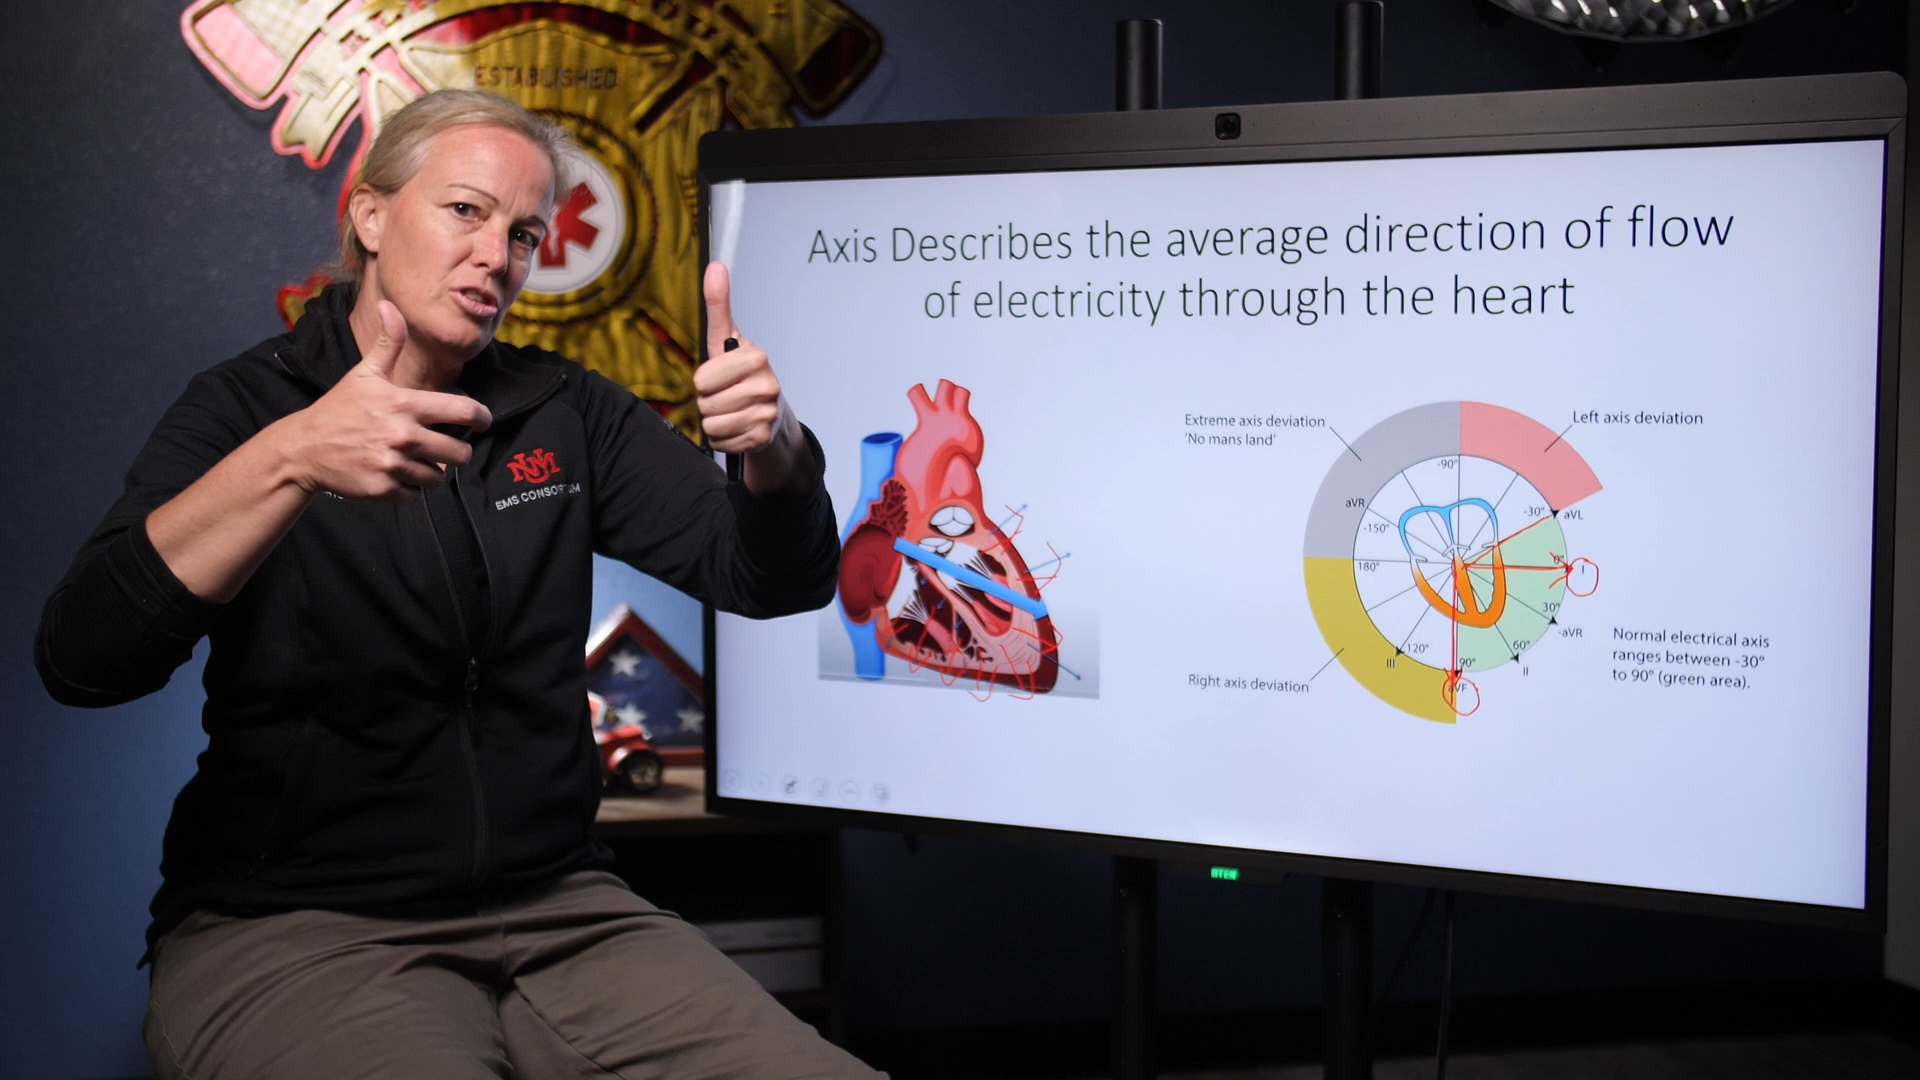 ESTABLISHED
UNM
EMS CONSORTIUM
Axis Describes the average direction of flow
of electricity through the heart
Extreme axis deviation
'No mans land'
Left axis deviation
-90°
aVR
-150°
-30°
aVL
180°
0°
I
30°
-aVR
60°
II
90°
aVF
120°
III
Right axis deviation
Normal electrical axis
ranges between -30°
to 90° (green area).